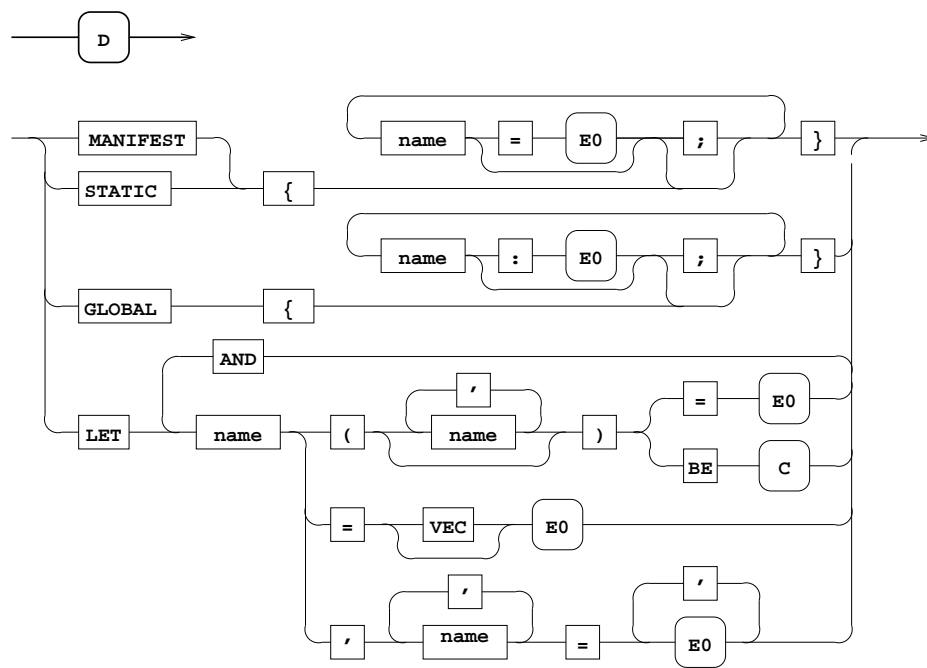 D
MANIFEST name = E0 ; }
STATIC {
name : E0 ; }
GLOBAL {
AND
,
= E0
LET name ( name )
BE C
= VEC E0
, ,
, name = E0